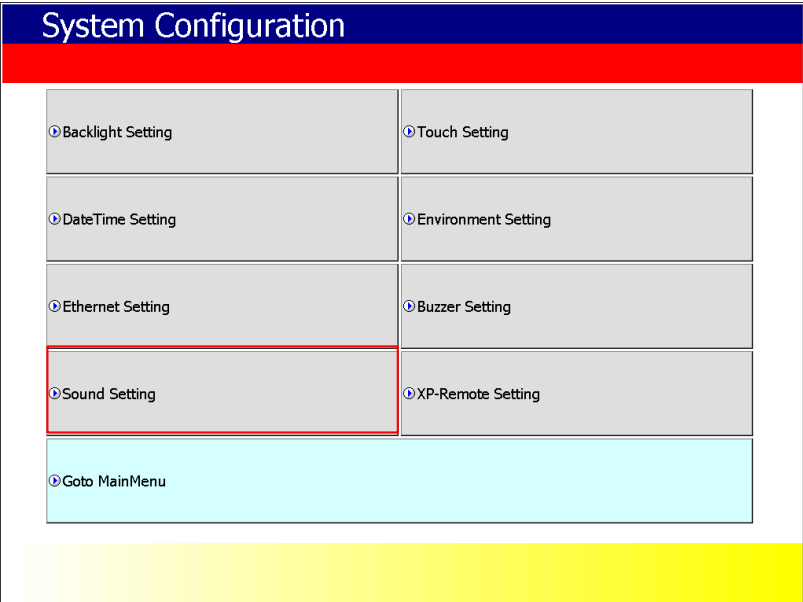 System Configuration
Backlight Setting
Touch Setting
DateTime Setting
Environment Setting
Ethernet Setting
Buzzer Setting
Sound Setting
XP-Remote Setting
Goto MainMenu